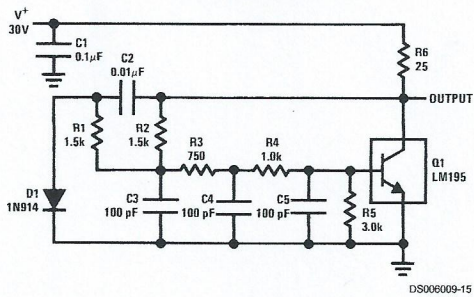 V+
30V
C1
0.1μF
C2
0.01μF
R6
25
OUTPUT
R1
1.5k
R2
1.5k
R3
750
R4
1.0k
Q1
LM195
D1
1N914
C3
100 pF
C4
100 pF
C5
100 pF
R5
3.0k
DS006009-15